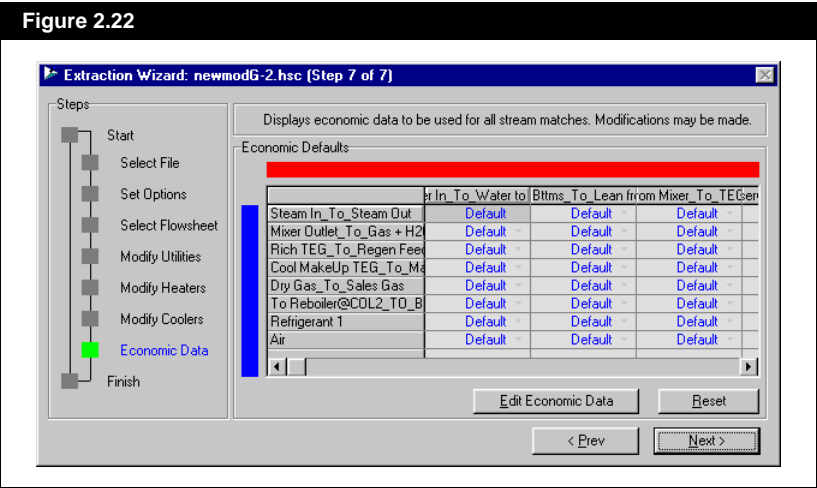 Figure 2.22
Extraction Wizard: newmodG-2.hsc (Step 7 of 7)
Steps
Start
Select File
Set Options
Select Flowsheet
Modify Utilities
Modify Heaters
Modify Coolers
Economic Data
Finish
Displays economic data to be used for all stream matches. Modifications may be made.
Economic Defaults
r In_To_Water to Bttms_To_Lean fr om Mixer_To_TEG ser
Steam In_To_Steam Out Default Default Default
Mixer Outlet_To_Gas + H2 Default Default Default
Rich TEG_To_Regen Feed Default Default Default
Cool MakeUp TEG_To_Ma Default Default Default
Dry Gas_To_Sales Gas Default Default Default
To Reboiler@COL2_TO_B Default Default Default
Refrigerant 1 Default Default Default
Air Default Default Default
Edit Economic Data Reset
< Prev Next >